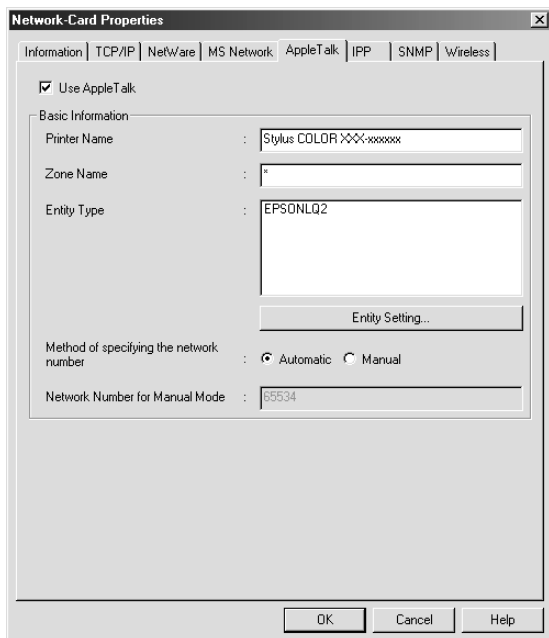 Network-Card Properties
Information TCP/IP NetWare MS Network AppleTalk IPP SNMP Wireless
Use AppleTalk
Basic Information
Printer Name : Stylus COLOR XXX-xxxxxx
Zone Name : *
Entity Type : EPSONLQ2
Entity Setting...
Method of specifying the network
number : Automatic Manual
Network Number for Manual Mode : 65534
OK Cancel Help